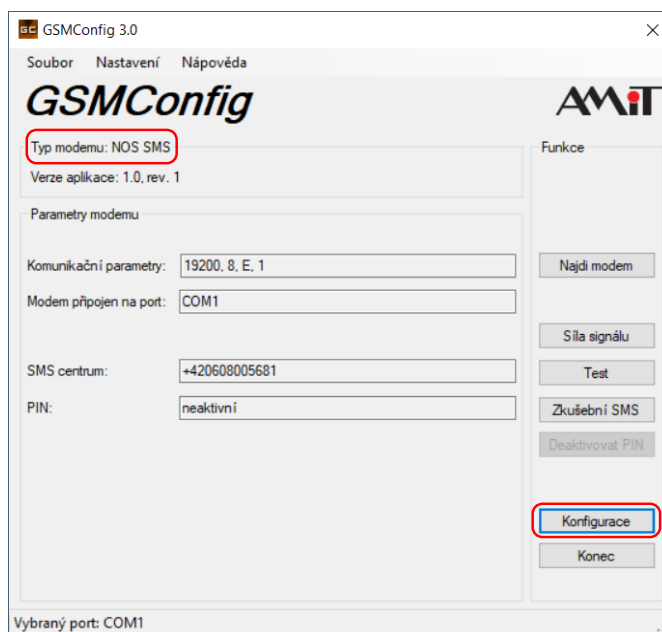 GC GSMConfig 3.0
Soubor Nastavení Nápověda
GSMConfig
AMiT
Typ modemu: NOS SMS
Verze aplikace: 1.0, rev. 1
Funkce
Parametry modemu
Komunikační parametry: 19200, 8, E, 1
Najdi modem
Modem připojen na port: COM1
Síla signálu
SMS centrum: +420608005681
Test
PIN: neaktivní
Zkušební SMS
Deaktivovat PIN
Konfigurace
Konec
Vybraný port: COM1